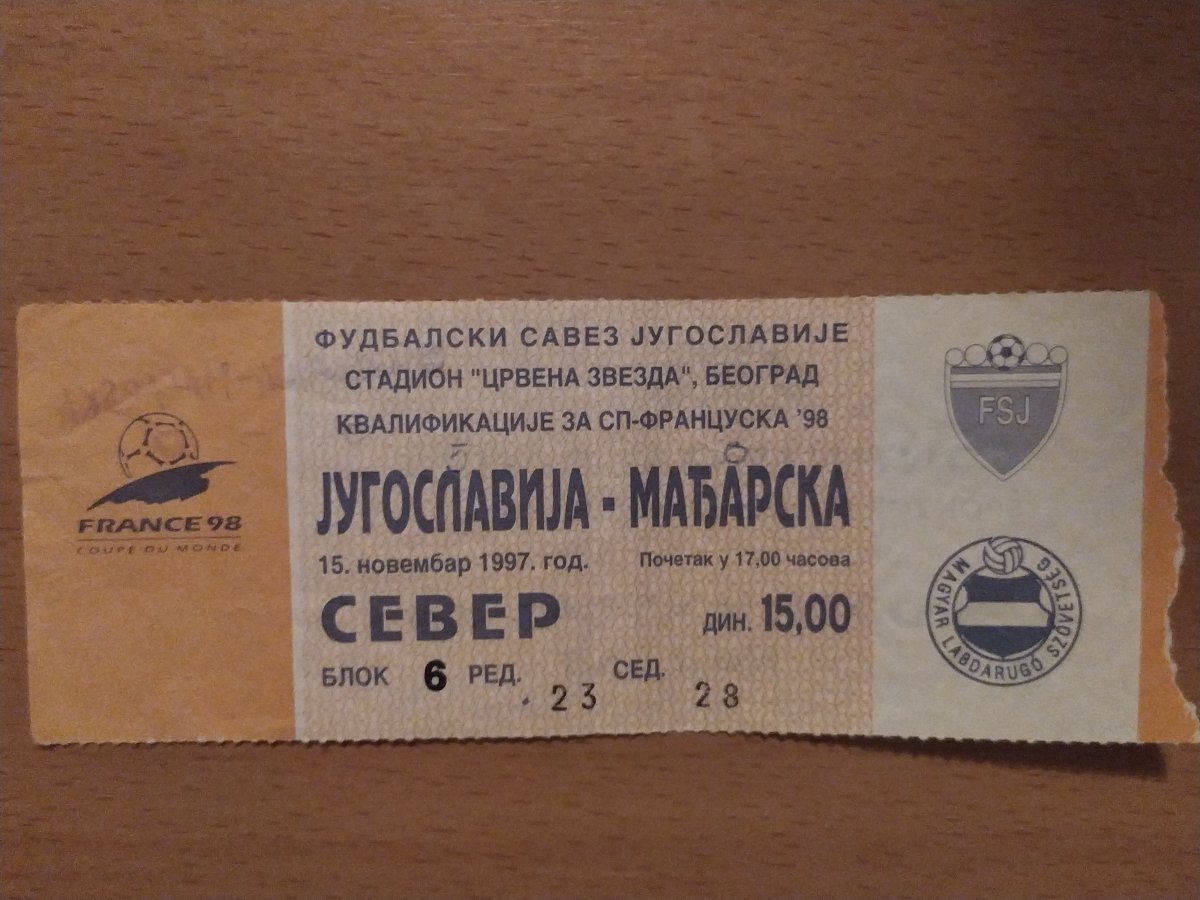 ФУДБАЛСКИ САВЕЗ ЈУГОСЛАВИЈЕ
СТАДИОН "ЦРВЕНА ЗВЕЗДА", БЕОГРАД
КВАЛИФИКАЦИЈЕ ЗА СП-ФРАНЦУСКА '98
ЈУГОСЛАВИЈА - МАЂАРСКА
15. новембар 1997. год. Почетак у 17,00 часова
СЕВЕР ДИН. 15,00
БЛОК 6 РЕД. 23 СЕД. 28
FRANCE 98
COUPE DU MONDE
FSJ
MAGYAR LABDARUGÓ SZÖVETSÉG